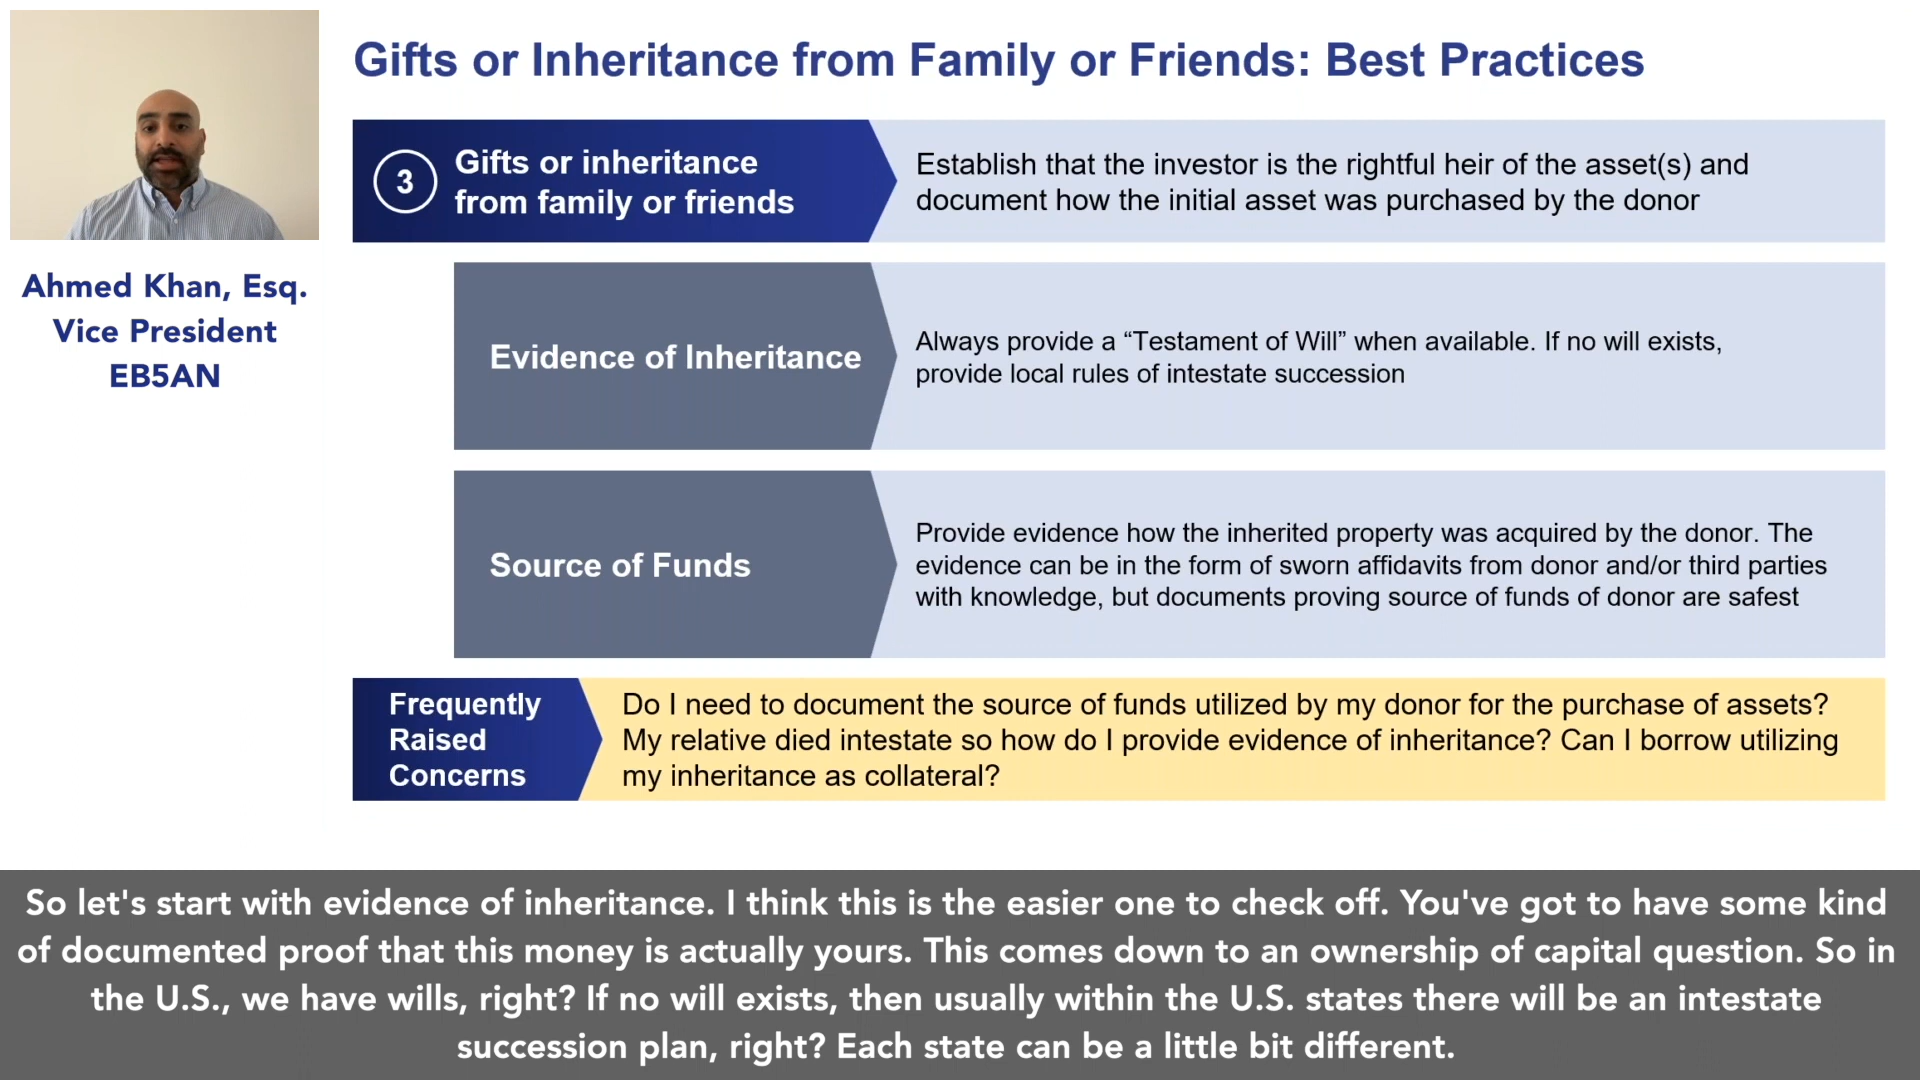 Gifts or Inheritance from Family or Friends: Best Practices
3
Gifts or inheritance
from family or friends
Establish that the investor is the rightful heir of the asset(s) and
document how the initial asset was purchased by the donor
Ahmed Khan, Esq.
Vice President
EB5AN
Evidence of Inheritance
Always provide a “Testament of Will” when available. If no will exists,
provide local rules of intestate succession
Source of Funds
Provide evidence how the inherited property was acquired by the donor. The
evidence can be in the form of sworn affidavits from donor and/or third parties
with knowledge, but documents proving source of funds of donor are safest
Frequently
Raised
Concerns
Do I need to document the source of funds utilized by my donor for the purchase of assets?
My relative died intestate so how do I provide evidence of inheritance? Can I borrow utilizing
my inheritance as collateral?
So let's start with evidence of inheritance. I think this is the easier one to check off. You've got to have some kind
of documented proof that this money is actually yours. This comes down to an ownership of capital question. So in
the U.S., we have wills, right? If no will exists, then usually within the U.S. states there will be an intestate
succession plan, right? Each state can be a little bit different.